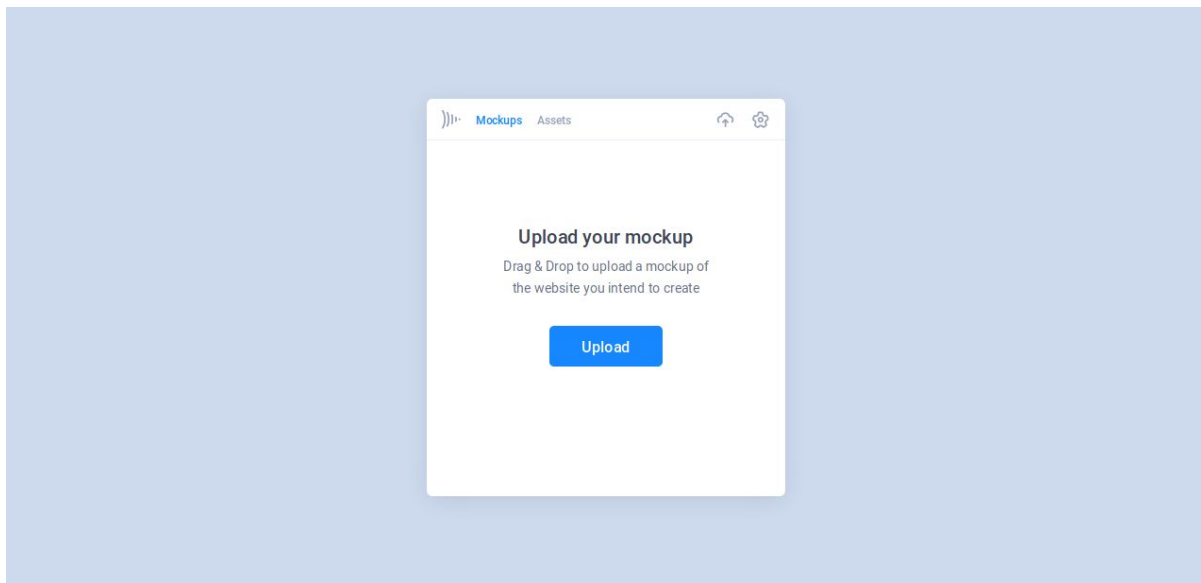 Mockups Assets
Upload your mockup
Drag & Drop to upload a mockup of
the website you intend to create
Upload